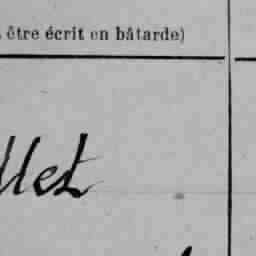 être écrit en bâtarde)
llet